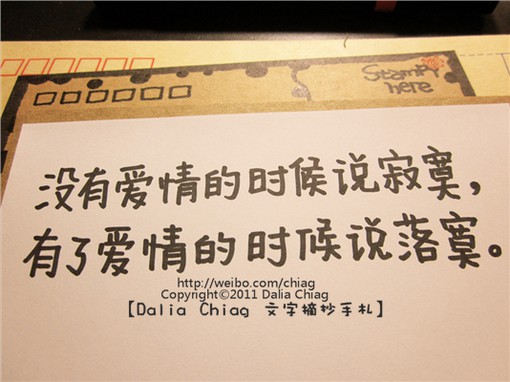 Stamp
here
没有爱情的时候说寂寞,
有了爱情的时候说落寞。
http://weibo.com/chiag
Copyright©2011 Dalia Chiag
【Dalia Chiag 文字摘抄手札】